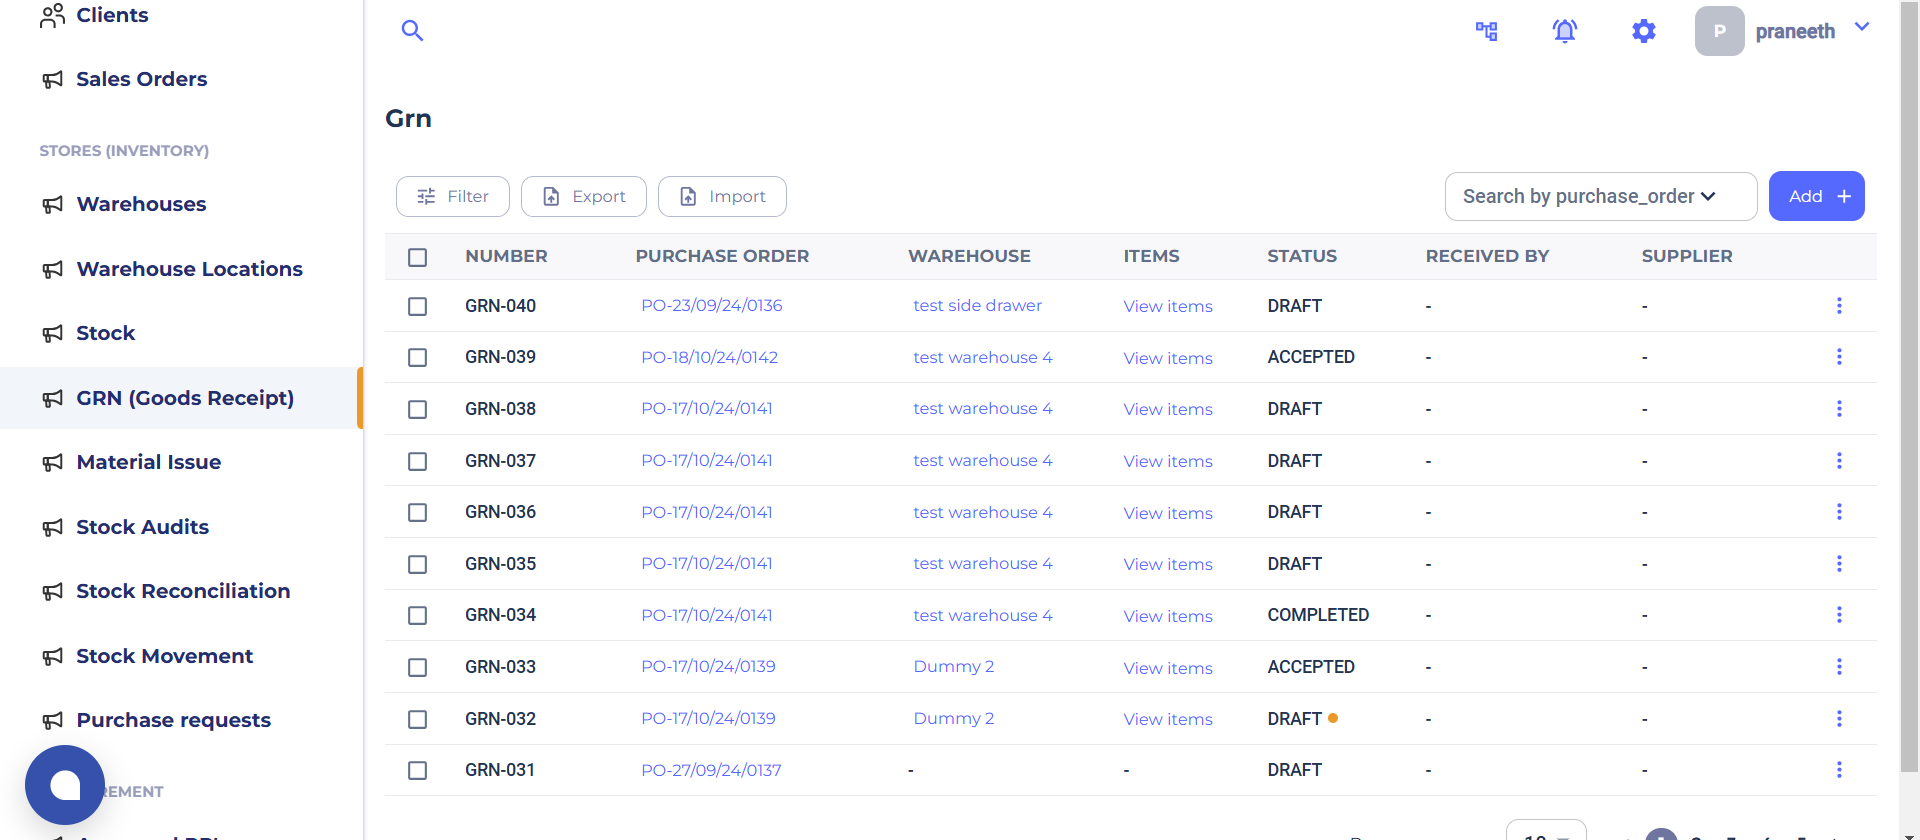 Clients
Sales Orders
STORES (INVENTORY)
Warehouses
Warehouse Locations
Stock
GRN (Goods Receipt)
Material Issue
Stock Audits
Stock Reconciliation
Stock Movement
Purchase requests
P praneeth
Grn
Filter Export Import Search by purchase_order Add +
NUMBER PURCHASE ORDER WAREHOUSE ITEMS STATUS RECEIVED BY SUPPLIER
GRN-040 PO-23/09/24/0136 test side drawer View items DRAFT - -
GRN-039 PO-18/10/24/0142 test warehouse 4 View items ACCEPTED - -
GRN-038 PO-17/10/24/0141 test warehouse 4 View items DRAFT - -
GRN-037 PO-17/10/24/0141 test warehouse 4 View items DRAFT - -
GRN-036 PO-17/10/24/0141 test warehouse 4 View items DRAFT - -
GRN-035 PO-17/10/24/0141 test warehouse 4 View items DRAFT - -
GRN-034 PO-17/10/24/0141 test warehouse 4 View items COMPLETED - -
GRN-033 PO-17/10/24/0139 Dummy 2 View items ACCEPTED - -
GRN-032 PO-17/10/24/0139 Dummy 2 View items DRAFT - -
GRN-031 PO-27/09/24/0137 - - DRAFT - -